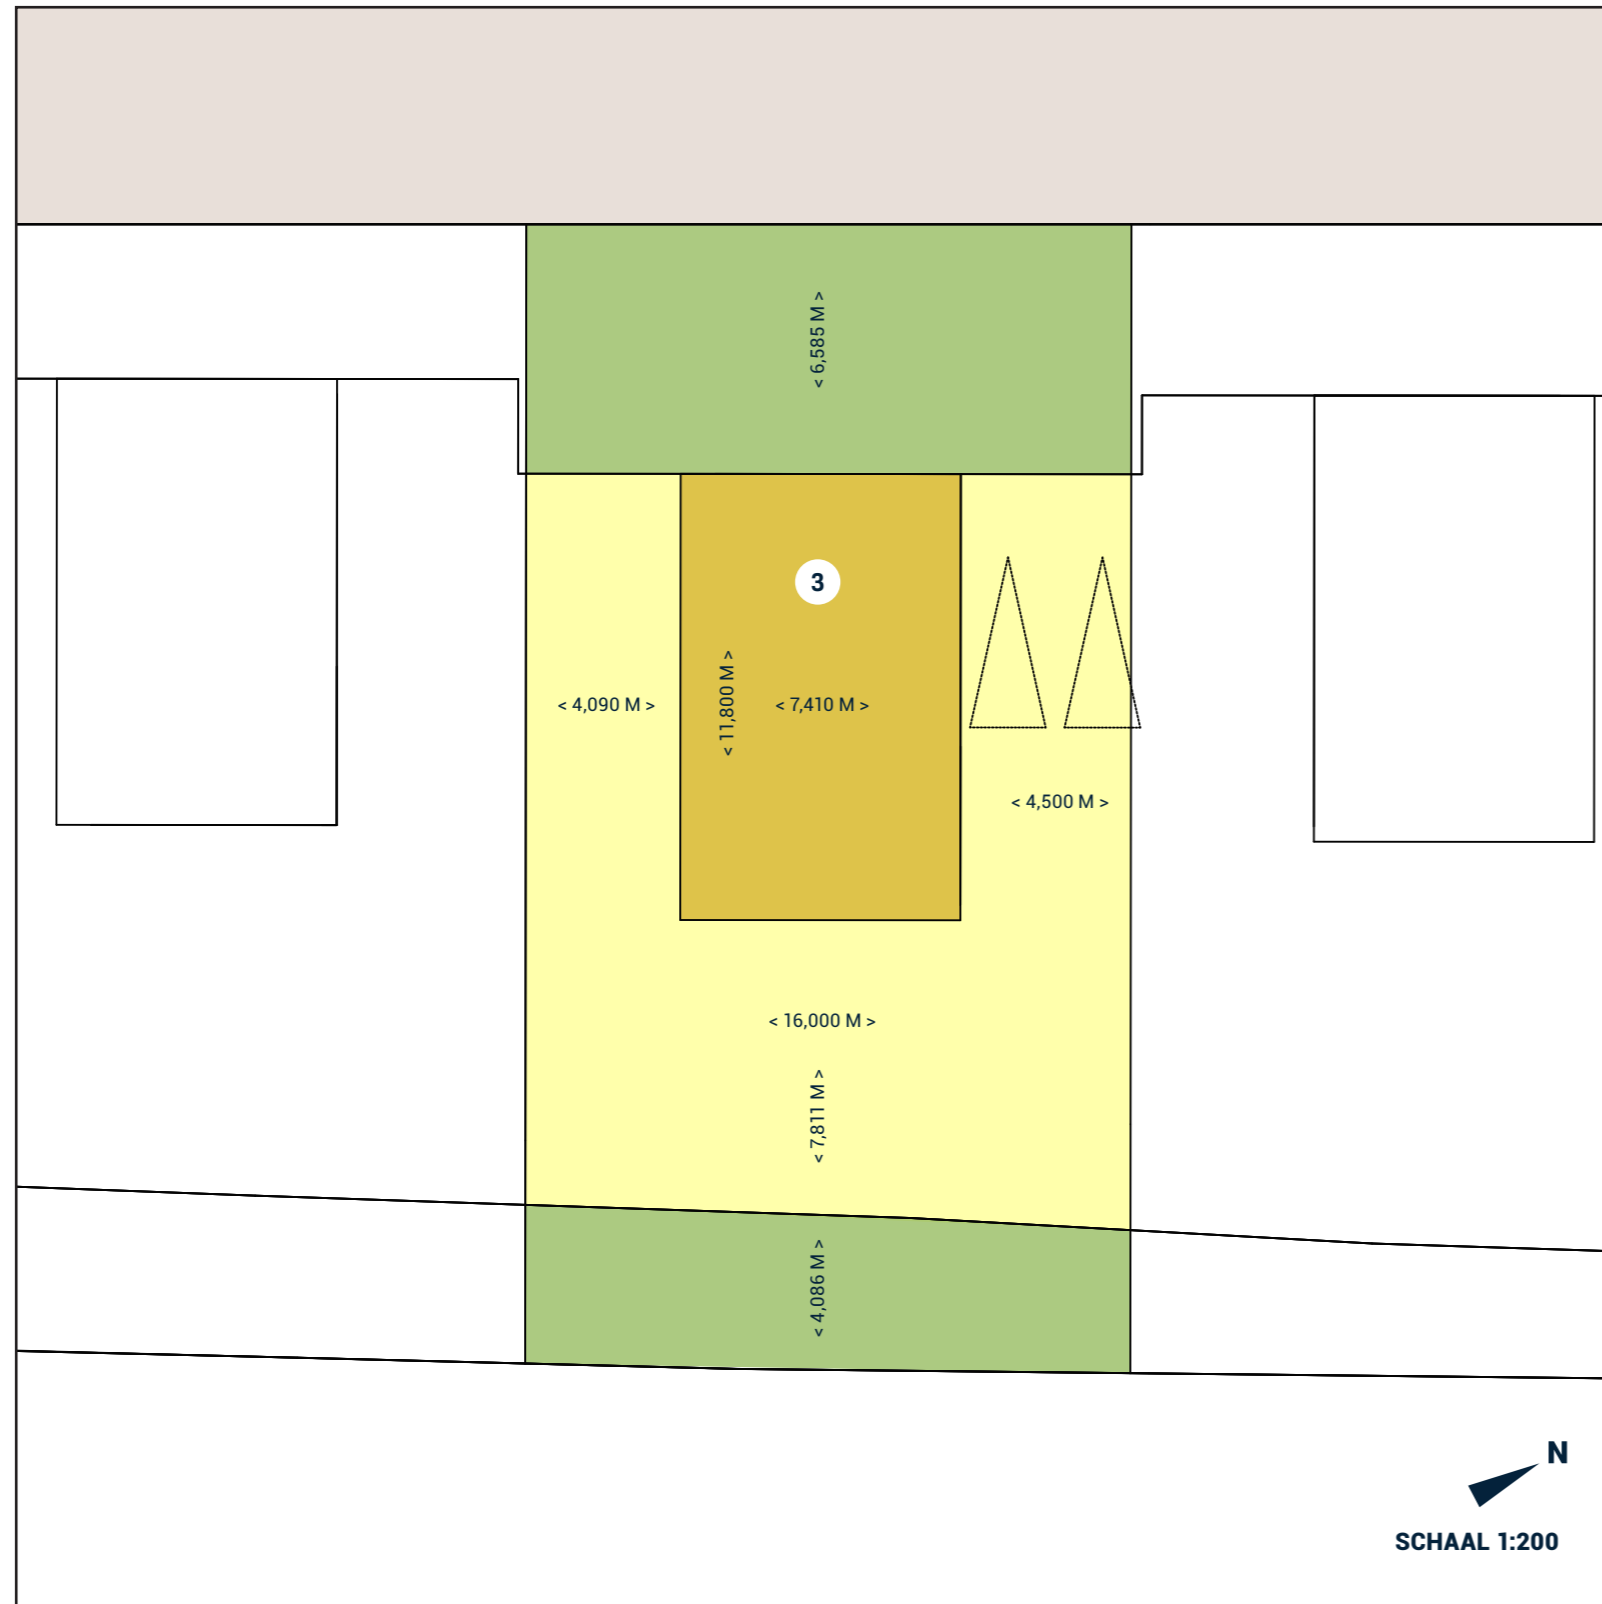 < 6,585 M >
3
< 4,090 M >
< 11,800 M >
< 7,410 M >
< 4,500 M >
< 16,000 M >
< 7,811 M >
< 4,086 M >
N
SCHAAL 1:200